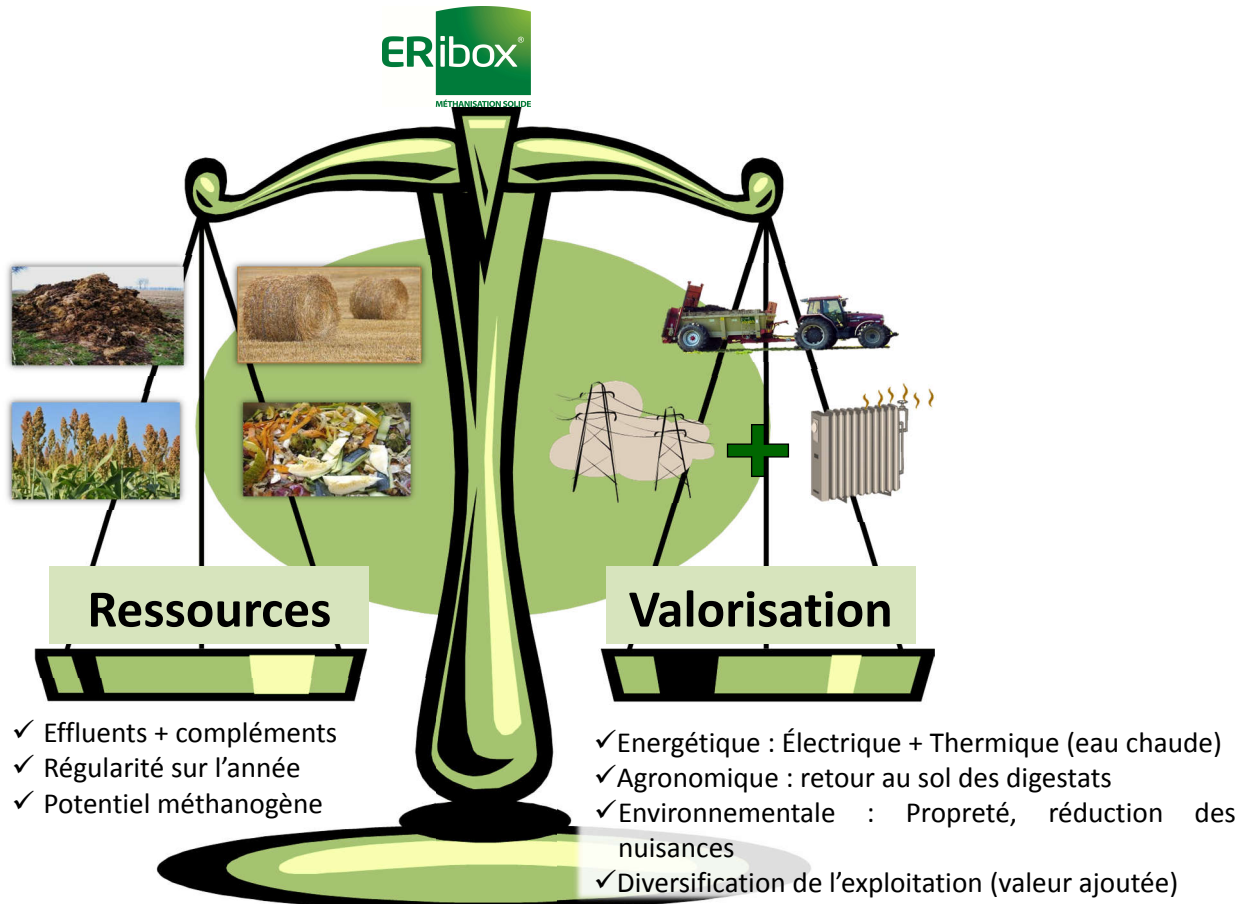 ERibox®
MÉTHANISATION SOLIDE
Ressources
✓ Effluents + compléments
✓ Régularité sur l’année
✓ Potentiel méthanogène
Valorisation
✓Energétique : Électrique + Thermique (eau chaude)
✓Agronomique : retour au sol des digestats
✓Environnementale : Propreté, réduction des
nuisances
✓Diversification de l’exploitation (valeur ajoutée)